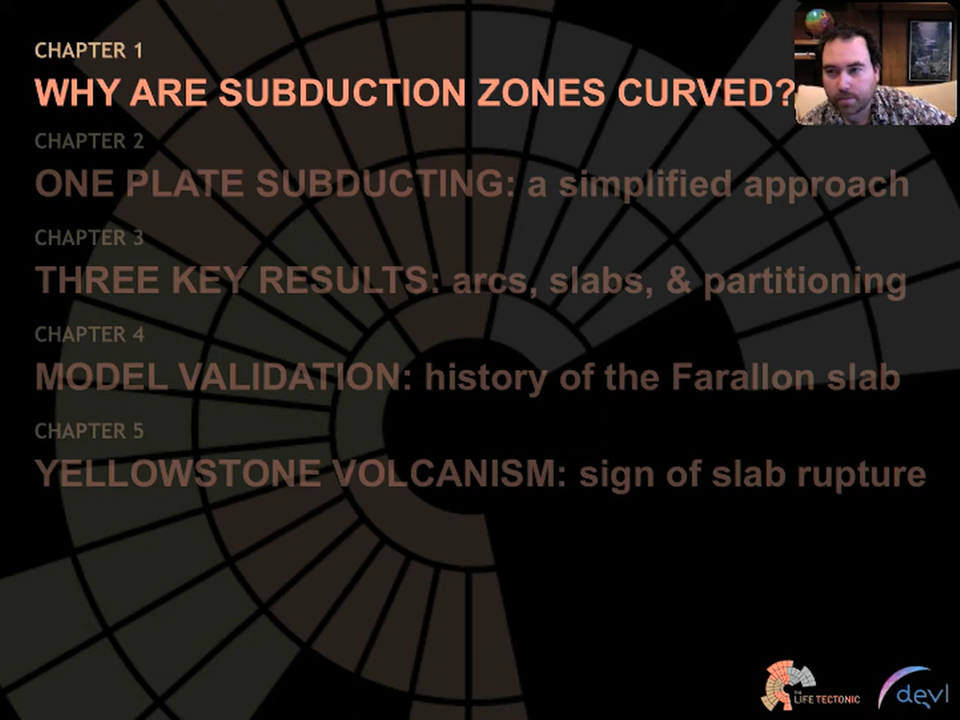 CHAPTER 1
WHY ARE SUBDUCTION ZONES CURVED?
CHAPTER 2
ONE PLATE SUBDUCTING: a simplified approach
CHAPTER 3
THREE KEY RESULTS: arcs, slabs, & partitioning
CHAPTER 4
MODEL VALIDATION: history of the Farallon slab
CHAPTER 5
YELLOWSTONE VOLCANISM: sign of slab rupture
THE
LIFE TECTONIC
devl